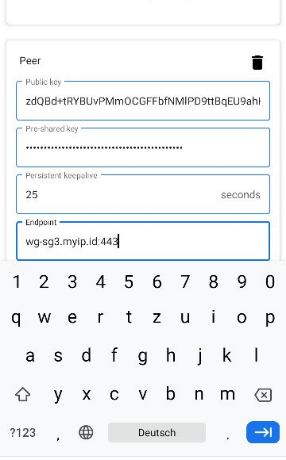 Peer
Public key
zdQBd+tRYBUvPMmOCGFFbfNMlPD9ttBqEU9ahl
Pre-shared key
••••••••••••••••••••••••••••••••••••••••••••
Persistent keepalive
25 seconds
Endpoint
wg-sg3.myip.id:443
1 2 3 4 5 6 7 8 9 0
q w e r t z u i o p
a s d f g h j k l
y x c v b n m
?123 , Deutsch .